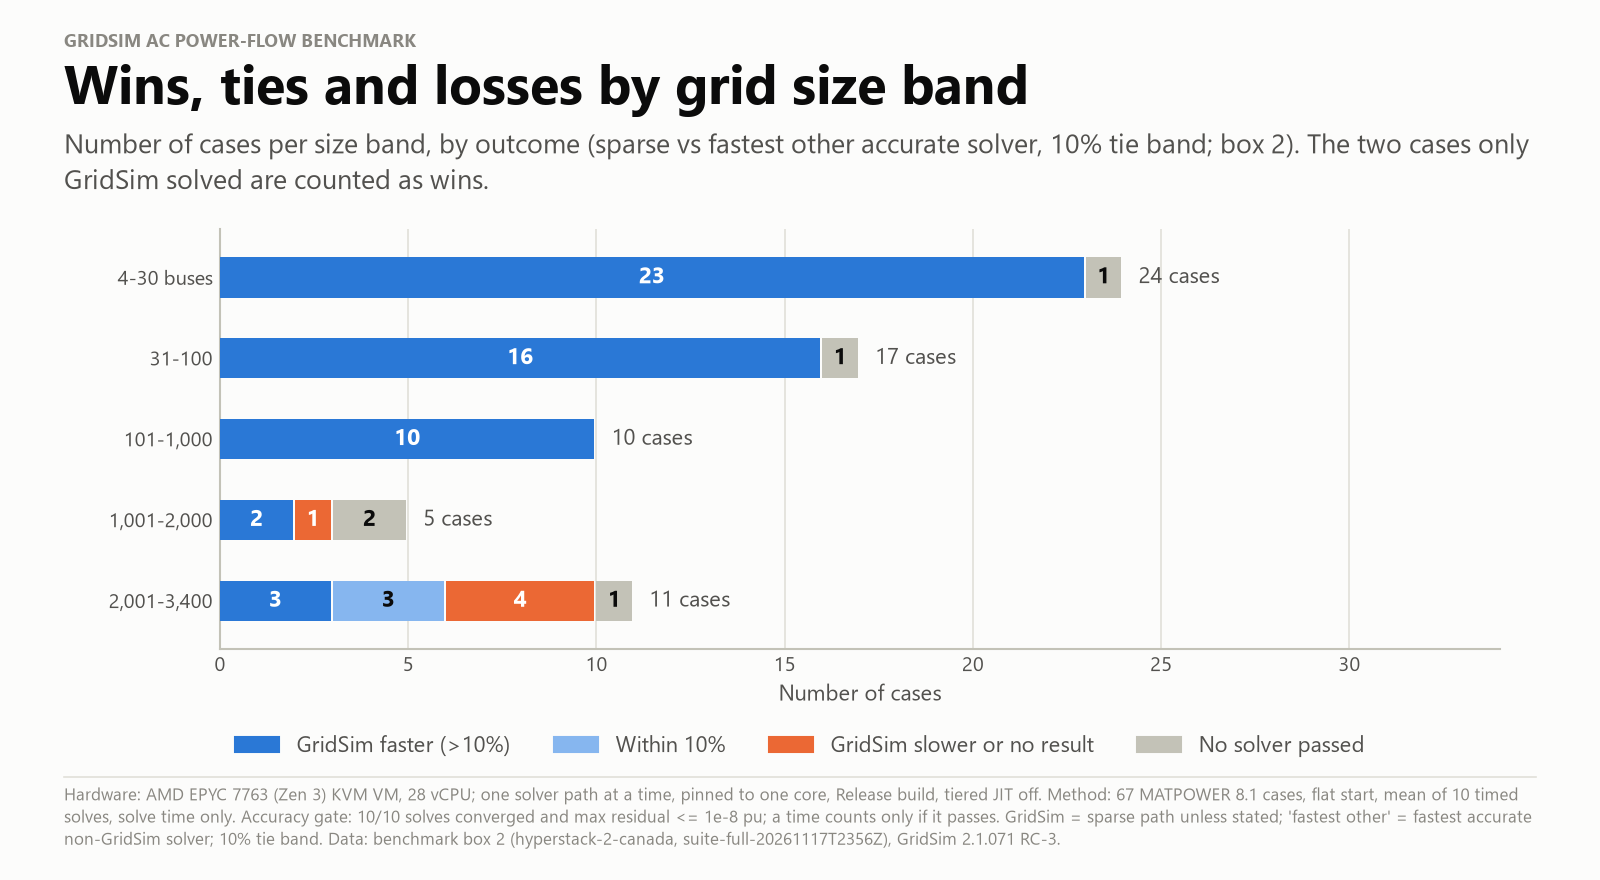 GRIDSIM AC POWER-FLOW BENCHMARK
Wins, ties and losses by grid size band
Number of cases per size band, by outcome (sparse vs fastest other accurate solver, 10% tie band; box 2). The two cases only
GridSim solved are counted as wins.
4-30 buses 23 1 24 cases
31-100 16 1 17 cases
101-1,000 10 10 cases
1,001-2,000 2 1 2 5 cases
2,001-3,400 3 3 4 1 11 cases
0 5 10 15 20 25 30
Number of cases
GridSim faster (>10%) Within 10% GridSim slower or no result No solver passed
Hardware: AMD EPYC 7763 (Zen 3) KVM VM, 28 vCPU; one solver path at a time, pinned to one core, Release build, tiered JIT off. Method: 67 MATPOWER 8.1 cases, flat start, mean of 10 timed
solves, solve time only. Accuracy gate: 10/10 solves converged and max residual <= 1e-8 pu; a time counts only if it passes. GridSim = sparse path unless stated; 'fastest other' = fastest accurate
non-GridSim solver; 10% tie band. Data: benchmark box 2 (hyperstack-2-canada, suite-full-20261117T2356Z), GridSim 2.1.071 RC-3.